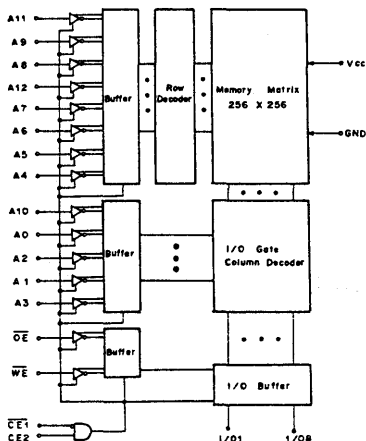 A11
A9
A8
A12
A7
A6
A5
A4
Buffer
Row
Decoder
Memory Matrix
256 X 256
Vcc
GND
A10
A0
A2
A1
A3
Buffer
I/O Gate
Column Decoder
OE
WE
Buffer
I/O Buffer
CE1
CE2
I/O1
I/O8